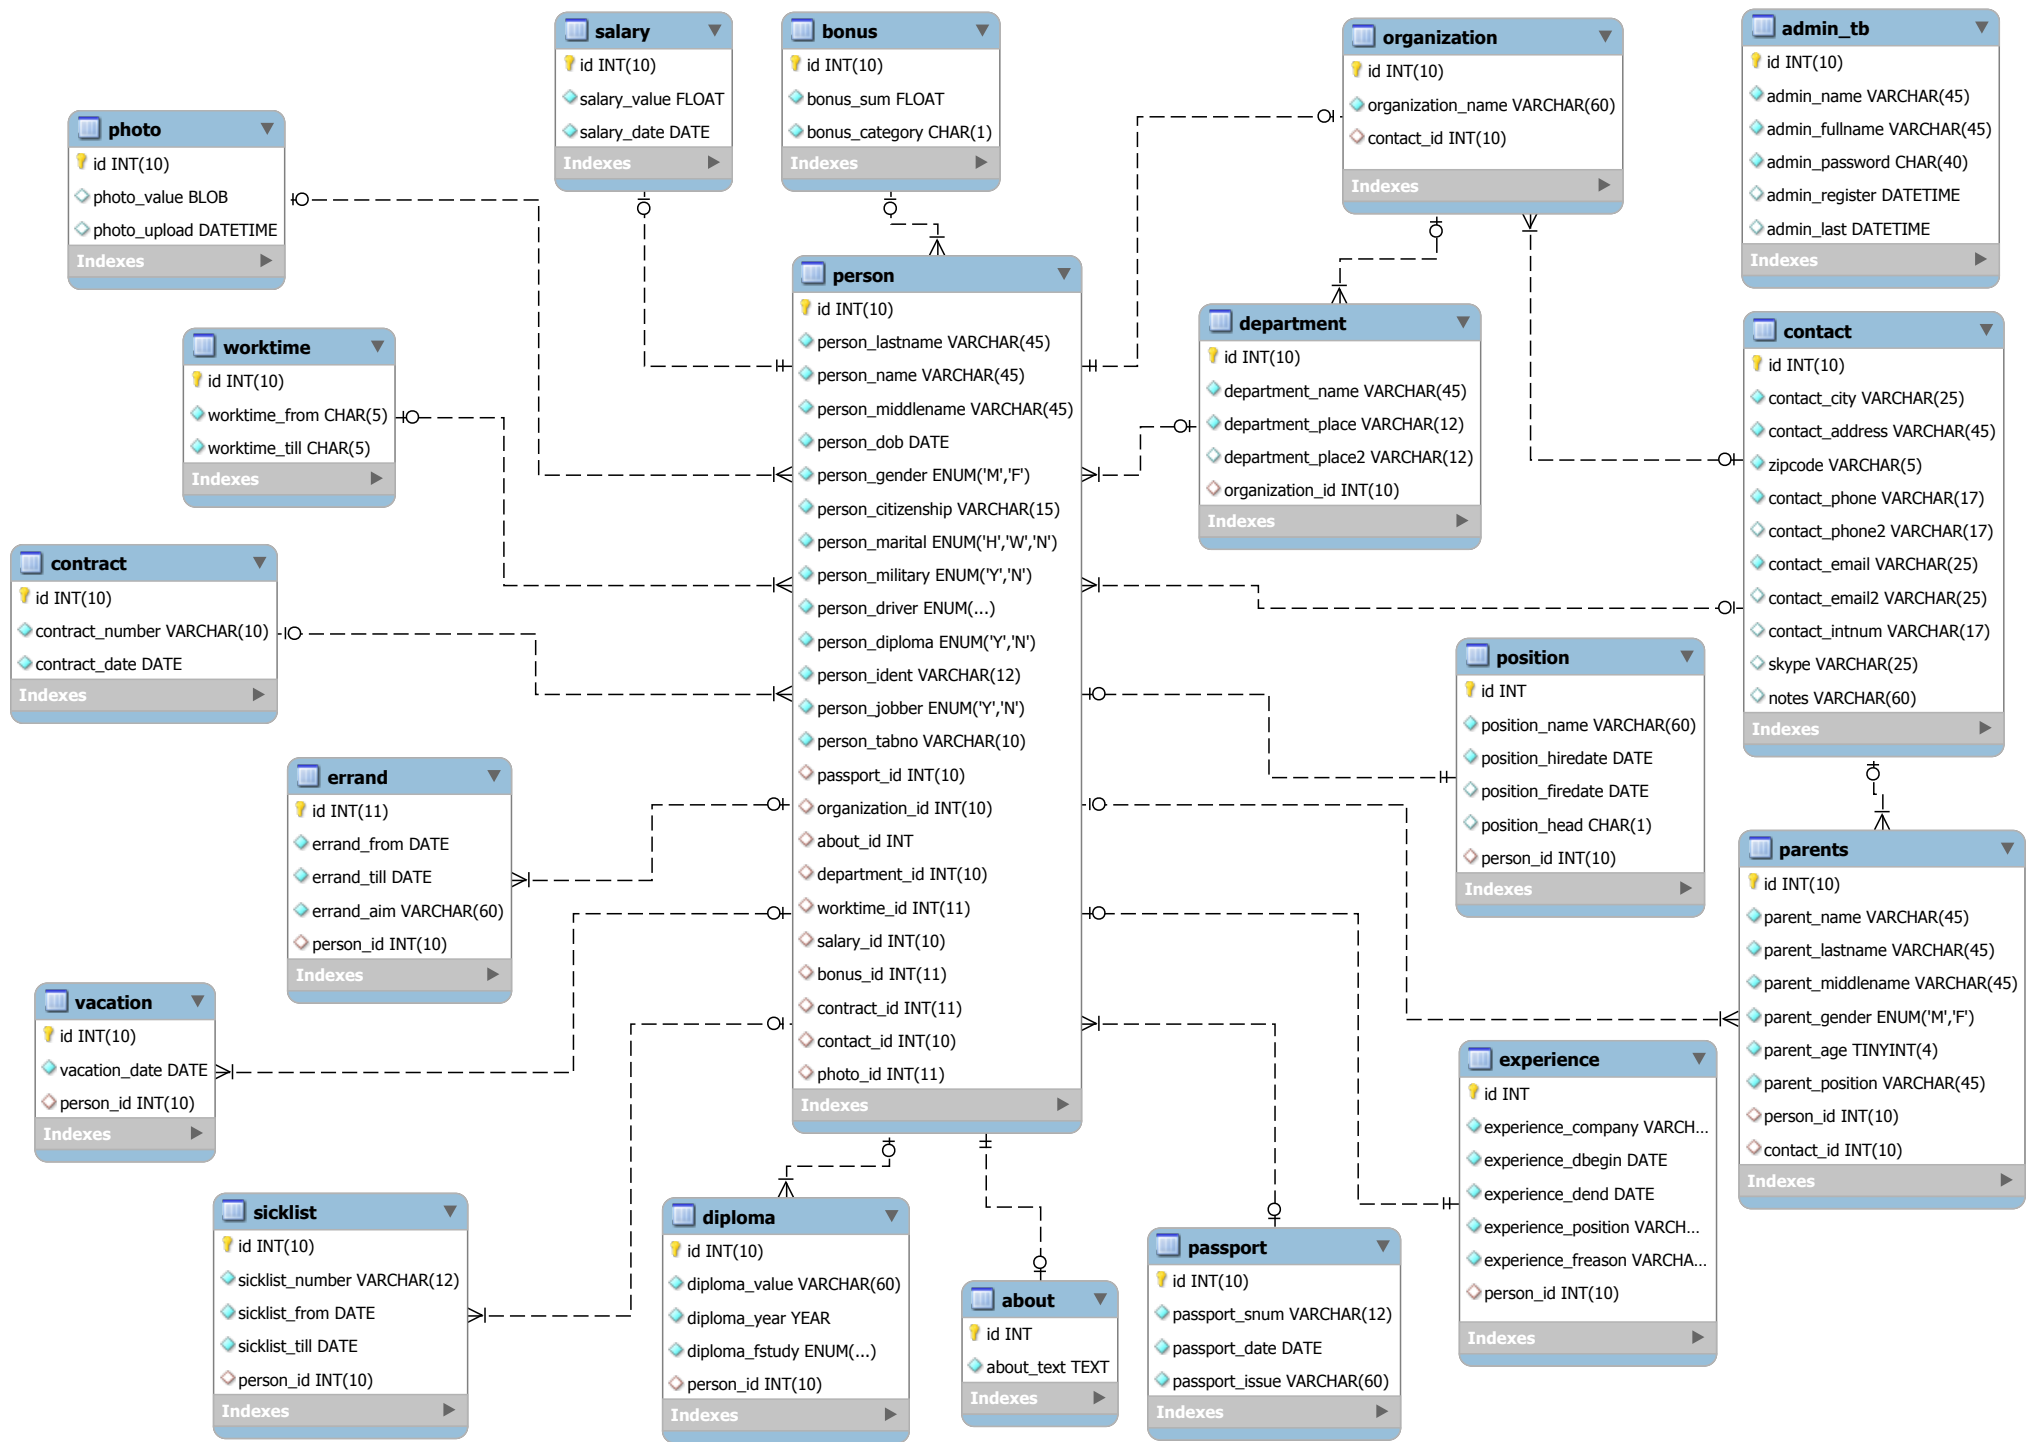 salary
id INT(10)
salary_value FLOAT
salary_date DATE
Indexes
bonus
id INT(10)
bonus_sum FLOAT
bonus_category CHAR(1)
Indexes
organization
id INT(10)
organization_name VARCHAR(60)
contact_id INT(10)
Indexes
admin_tb
id INT(10)
admin_name VARCHAR(45)
admin_fullname VARCHAR(45)
admin_password CHAR(40)
admin_register DATETIME
admin_last DATETIME
Indexes
photo
id INT(10)
photo_value BLOB
photo_upload DATETIME
Indexes
person
id INT(10)
person_lastname VARCHAR(45)
person_name VARCHAR(45)
person_middlename VARCHAR(45)
person_dob DATE
person_gender ENUM('M','F')
person_citizenship VARCHAR(15)
person_marital ENUM('H','W','N')
person_military ENUM('Y','N')
person_driver ENUM(...)
person_diploma ENUM('Y','N')
person_ident VARCHAR(12)
person_jobber ENUM('Y','N')
person_tabno VARCHAR(10)
passport_id INT(10)
organization_id INT(10)
about_id INT
department_id INT(10)
worktime_id INT(11)
salary_id INT(10)
bonus_id INT(11)
contract_id INT(11)
contact_id INT(10)
photo_id INT(11)
Indexes
department
id INT(10)
department_name VARCHAR(45)
department_place VARCHAR(12)
department_place2 VARCHAR(12)
organization_id INT(10)
Indexes
contact
id INT(10)
contact_city VARCHAR(25)
contact_address VARCHAR(45)
zipcode VARCHAR(5)
contact_phone VARCHAR(17)
contact_phone2 VARCHAR(17)
contact_email VARCHAR(25)
contact_email2 VARCHAR(25)
contact_intnum VARCHAR(17)
skype VARCHAR(25)
notes VARCHAR(60)
Indexes
worktime
id INT(10)
worktime_from CHAR(5)
worktime_till CHAR(5)
Indexes
contract
id INT(10)
contract_number VARCHAR(10)
contract_date DATE
Indexes
position
id INT
position_name VARCHAR(60)
position_hiredate DATE
position_firedate DATE
position_head CHAR(1)
person_id INT(10)
Indexes
errand
id INT(11)
errand_from DATE
errand_till DATE
errand_aim VARCHAR(60)
person_id INT(10)
Indexes
parents
id INT(10)
parent_name VARCHAR(45)
parent_lastname VARCHAR(45)
parent_middlename VARCHAR(45)
parent_gender ENUM('M','F')
parent_age TINYINT(4)
parent_position VARCHAR(45)
person_id INT(10)
contact_id INT(10)
Indexes
vacation
id INT(10)
vacation_date DATE
person_id INT(10)
Indexes
experience
id INT
experience_company VARCH...
experience_dbegin DATE
experience_dend DATE
experience_position VARCH...
experience_freason VARCHA...
person_id INT(10)
Indexes
sicklist
id INT(10)
sicklist_number VARCHAR(12)
sicklist_from DATE
sicklist_till DATE
person_id INT(10)
Indexes
diploma
id INT(10)
diploma_value VARCHAR(60)
diploma_year YEAR
diploma_fstudy ENUM(...)
person_id INT(10)
Indexes
about
id INT
about_text TEXT
Indexes
passport
id INT(10)
passport_snum VARCHAR(12)
passport_date DATE
passport_issue VARCHAR(60)
Indexes